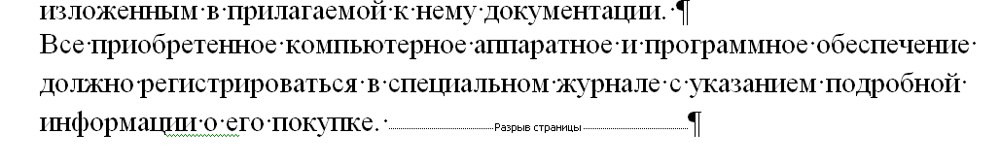 изложенным в прилагаемой к нему документации. ¶
Все приобретенное компьютерное аппаратное и программное обеспечение
должно регистрироваться в специальном журнале с указанием подробной
информации о его покупке. Разрыв страницы ¶